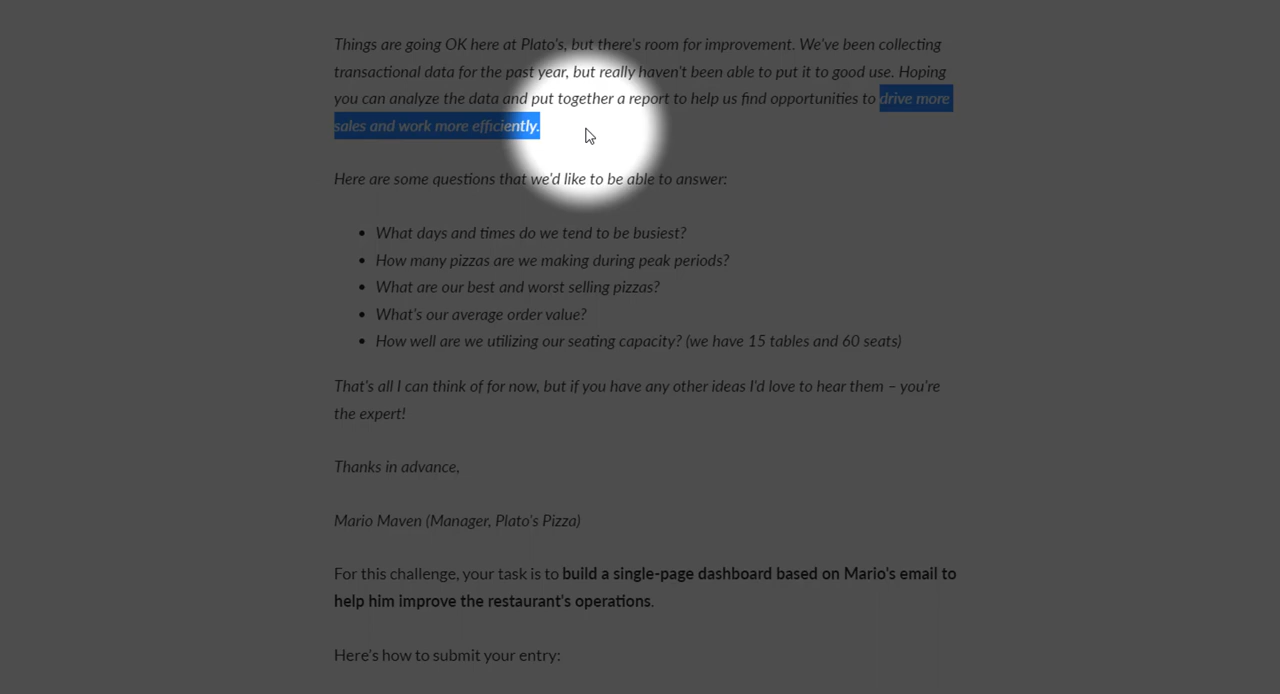 Things are going OK here at Plato's, but there's room for improvement. We've been collecting
transactional data for the past year, but really haven't been able to put it to good use. Hoping
you can analyze the data and put together a report to help us find opportunities to drive more
sales and work more efficiently.
Here are some questions that we'd like to be able to answer:
• What days and times do we tend to be busiest?
• How many pizzas are we making during peak periods?
• What are our best and worst selling pizzas?
• What's our average order value?
• How well are we utilizing our seating capacity? (we have 15 tables and 60 seats)
That's all I can think of for now, but if you have any other ideas I'd love to hear them – you're
the expert!
Thanks in advance,
Mario Maven (Manager, Plato's Pizza)
For this challenge, your task is to build a single-page dashboard based on Mario's email to
help him improve the restaurant's operations.
Here's how to submit your entry: